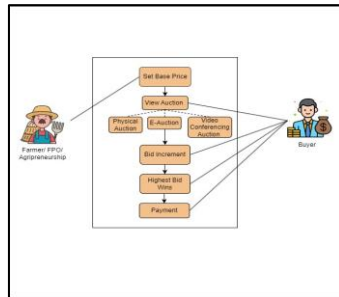 Set Base Price
View Auction
Physical
Auction
E-Auction
Video
Conferencing
Auction
Farmer/ FPO/
Agripreneurship
Bid Increment
Buyer
Highest Bid
Wins
Payment